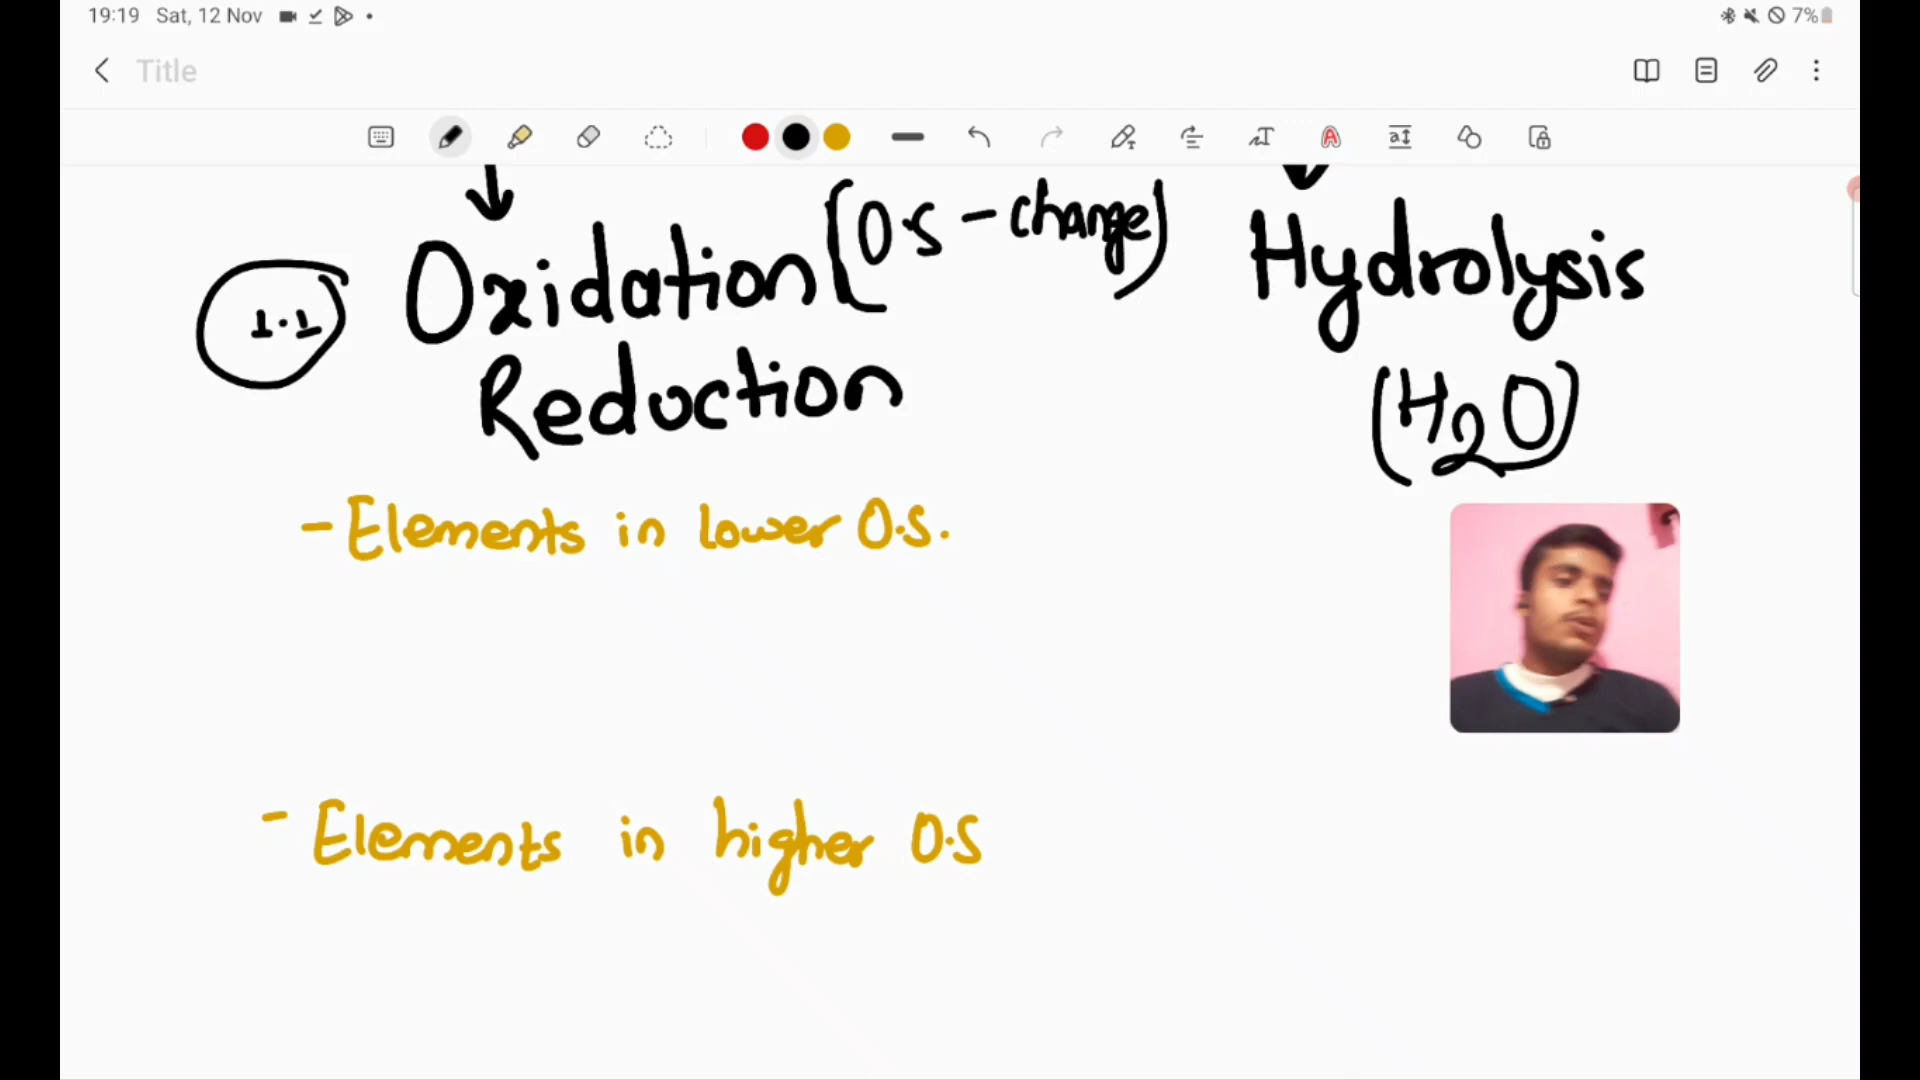 19:19 Sat, 12 Nov
7%
Title
Oxidation (O.S - change)
Hydrolysis
1.1
Reduction
(H2O)
- Elements in lower O.S.
- Elements in higher O.S